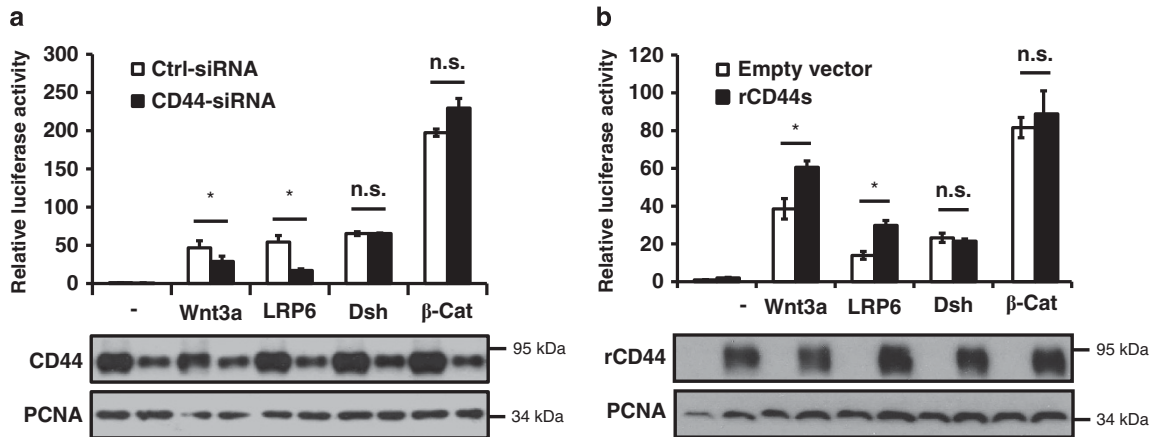 a
Relative luciferase activity
300
250
200
150
100
50
0
Ctrl-siRNA
CD44-siRNA
*
*
n.s.
n.s.
-
Wnt3a
LRP6
Dsh
β-Cat
CD44
95 kDa
PCNA
34 kDa
b
Relative luciferase activity
120
100
80
60
40
20
0
Empty vector
rCD44s
*
*
n.s.
n.s.
-
Wnt3a
LRP6
Dsh
β-Cat
rCD44
95 kDa
PCNA
34 kDa